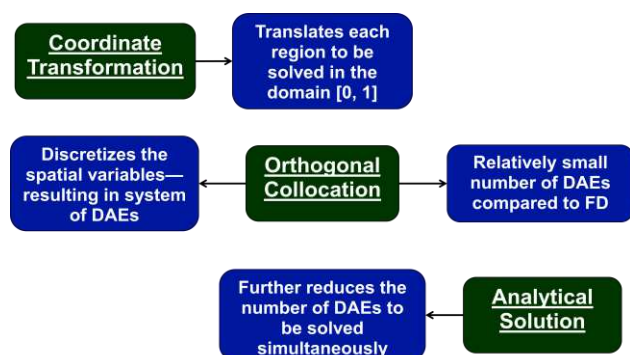 Coordinate
Transformation
Translates each
region to be
solved in the
domain [0, 1]
Discretizes the
spatial variables—
resulting in system
of DAEs
Orthogonal
Collocation
Relatively small
number of DAEs
compared to FD
Further reduces the
number of DAEs to
be solved
simultaneously
Analytical
Solution